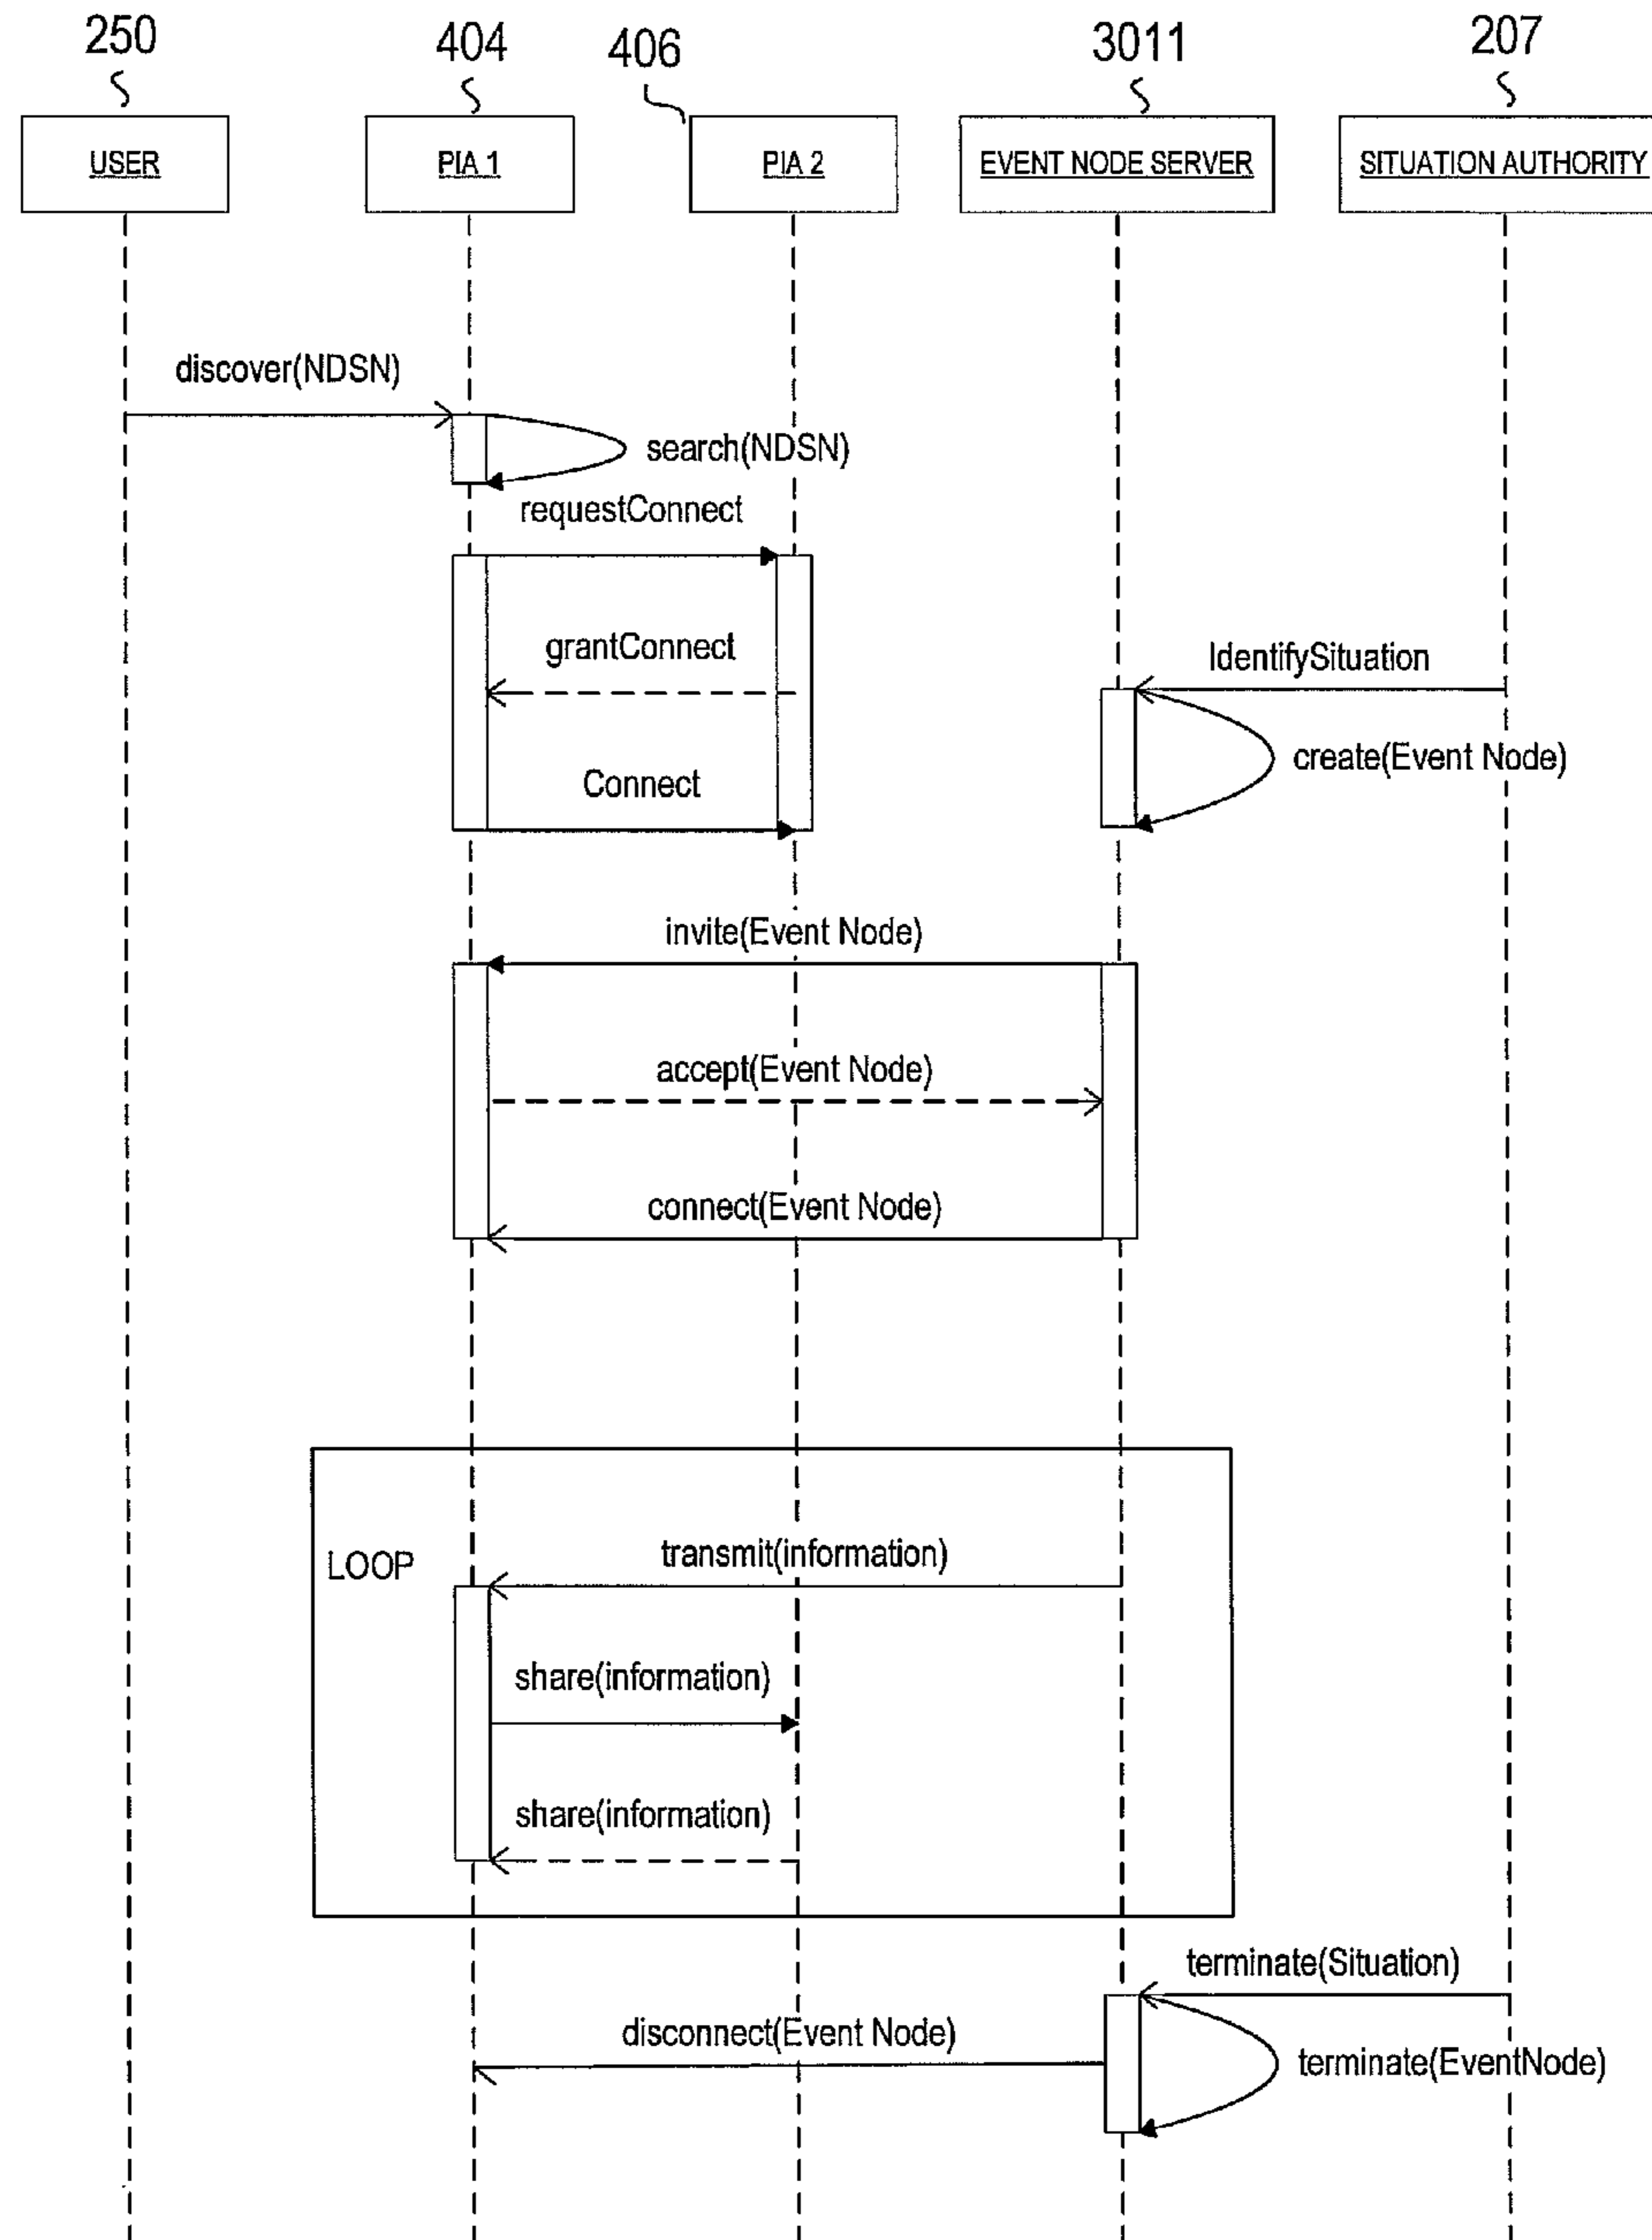 250
404
406
3011
207
USER
PIA 1
PIA 2
EVENT NODE SERVER
SITUATION AUTHORITY
discover(NDSN)
search(NDSN)
requestConnect
grantConnect
IdentifySituation
create(Event Node)
Connect
invite(Event Node)
accept(Event Node)
connect(Event Node)
LOOP
transmit(information)
share(information)
share(information)
terminate(Situation)
disconnect(Event Node)
terminate(EventNode)